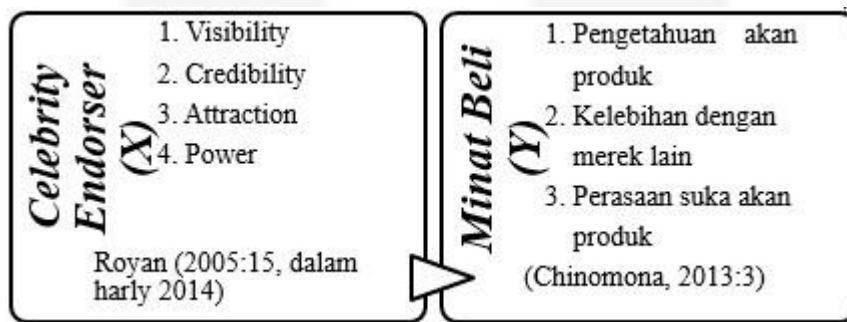 Celebrity
Endorser
(X)
1. Visibility
2. Credibility
3. Attraction
4. Power
Royan (2005:15, dalam
harly 2014)
Minat Beli
(Y)
1. Pengetahuan akan
produk
2. Kelebihan dengan
merek lain
3. Perasaan suka akan
produk
(Chinomona, 2013:3)